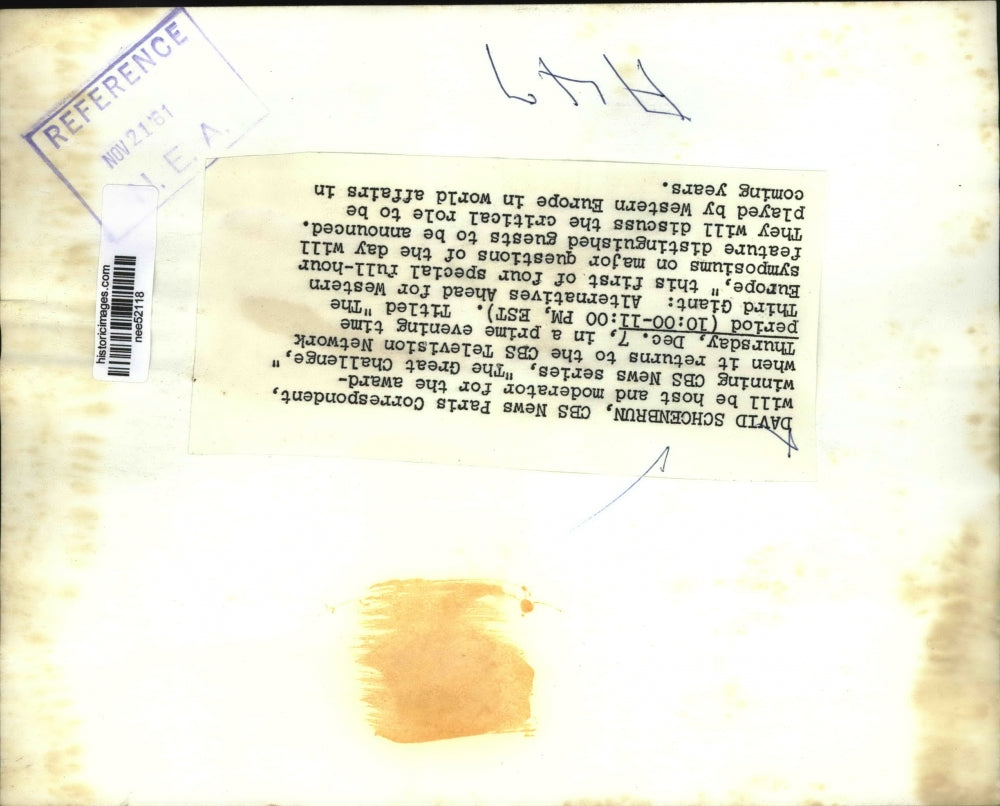 REFERENCE
NOV 21 '61
N. E. A.
historicimages.com
nee52118
DAVID SCHOENBRUN, CBS News Paris Correspondent,
will be host and moderator for the award-
winning CBS News series, "The Great Challenge,"
when it returns to the CBS Television Network
Thursday, Dec. 7, in a prime evening time
period (10:00-11:00 PM, EST). Titled "The
Third Giant: Alternatives Ahead for Western
Europe," this first of four special full-hour
symposiums on major questions of the day will
feature distinguished guests to be announced.
They will discuss the critical role to be
played by Western Europe in world affairs in
coming years.